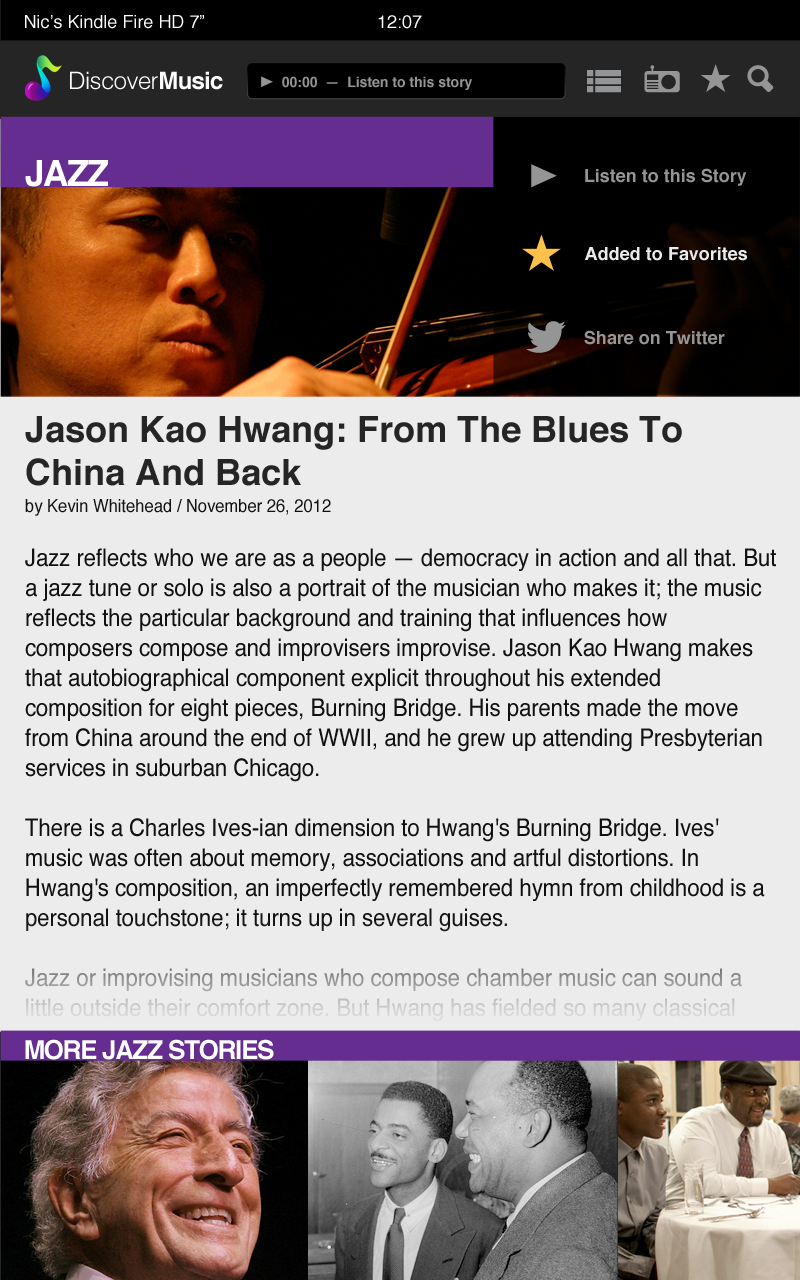 Nic’s Kindle Fire HD 7” 12:07
DiscoverMusic 00:00 — Listen to this story
JAZZ
Listen to this Story
Added to Favorites
Share on Twitter
Jason Kao Hwang: From The Blues To
China And Back
by Kevin Whitehead / November 26, 2012
Jazz reflects who we are as a people — democracy in action and all that. But
a jazz tune or solo is also a portrait of the musician who makes it; the music
reflects the particular background and training that influences how
composers compose and improvisers improvise. Jason Kao Hwang makes
that autobiographical component explicit throughout his extended
composition for eight pieces, Burning Bridge. His parents made the move
from China around the end of WWII, and he grew up attending Presbyterian
services in suburban Chicago.
There is a Charles Ives-ian dimension to Hwang's Burning Bridge. Ives'
music was often about memory, associations and artful distortions. In
Hwang's composition, an imperfectly remembered hymn from childhood is a
personal touchstone; it turns up in several guises.
Jazz or improvising musicians who compose chamber music can sound a
little outside their comfort zone. But Hwang has fielded so many classical
MORE JAZZ STORIES